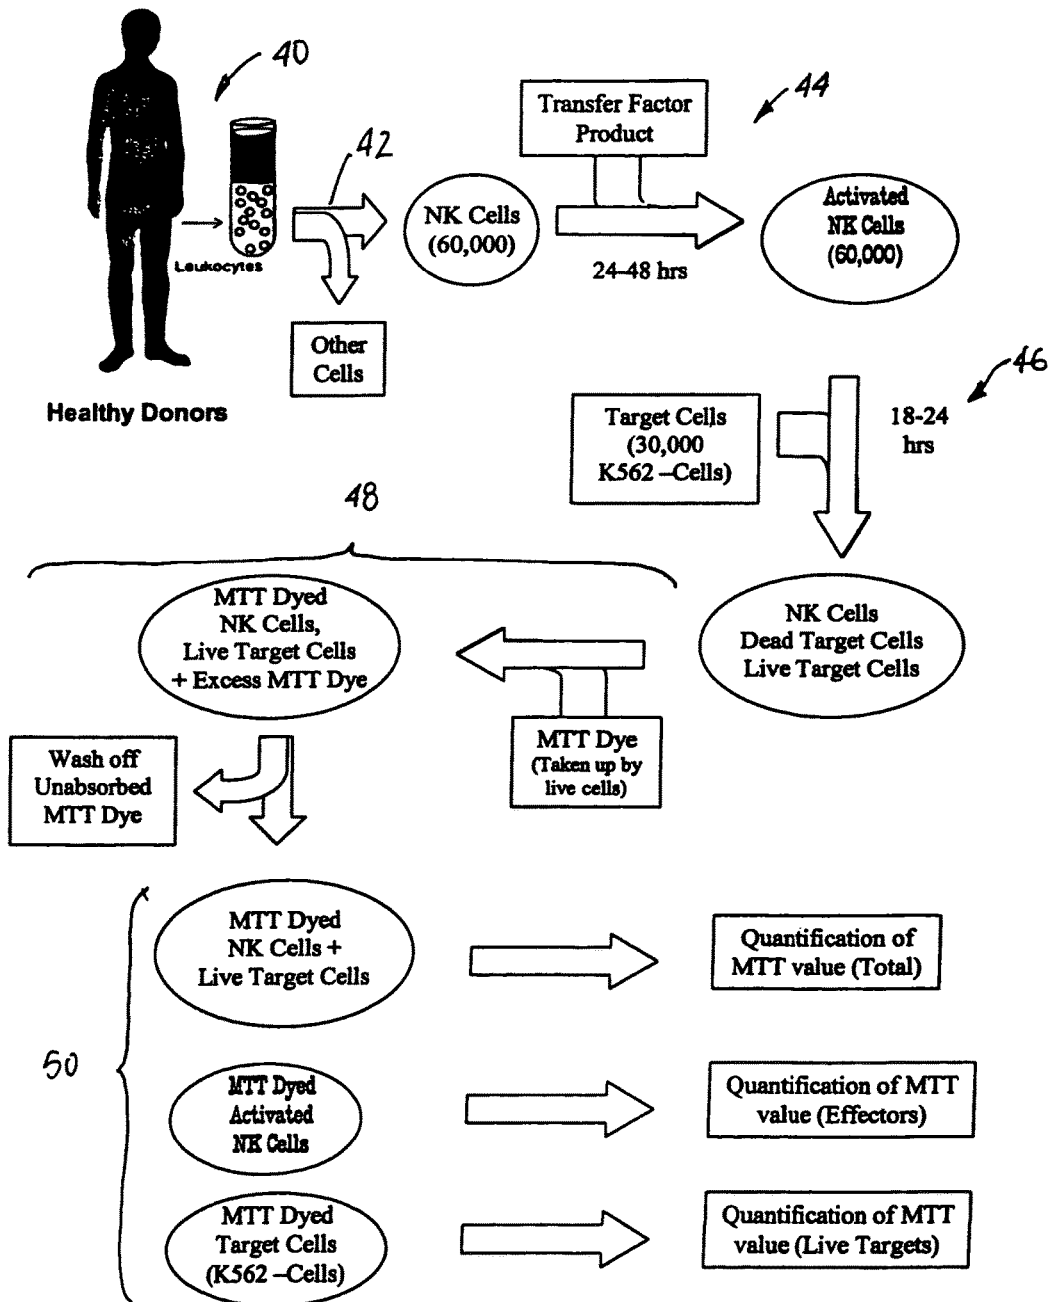 40
44
Transfer Factor
Product
42
NK Cells
(60,000)
Activated
NK Cells
(60,000)
Leukocytes
24-48 hrs
Other
Cells
Healthy Donors
46
Target Cells
(30,000
K562 –Cells)
18-24
hrs
48
MTT Dyed
NK Cells,
Live Target Cells
+ Excess MTT Dye
NK Cells
Dead Target Cells
Live Target Cells
MTT Dye
(Taken up by
live cells)
Wash off
Unabsorbed
MTT Dye
MTT Dyed
NK Cells +
Live Target Cells
Quantification of
MTT value (Total)
50
MTT Dyed
Activated
NK Cells
Quantification of MTT
value (Effectors)
MTT Dyed
Target Cells
(K562 –Cells)
Quantification of MTT
value (Live Targets)